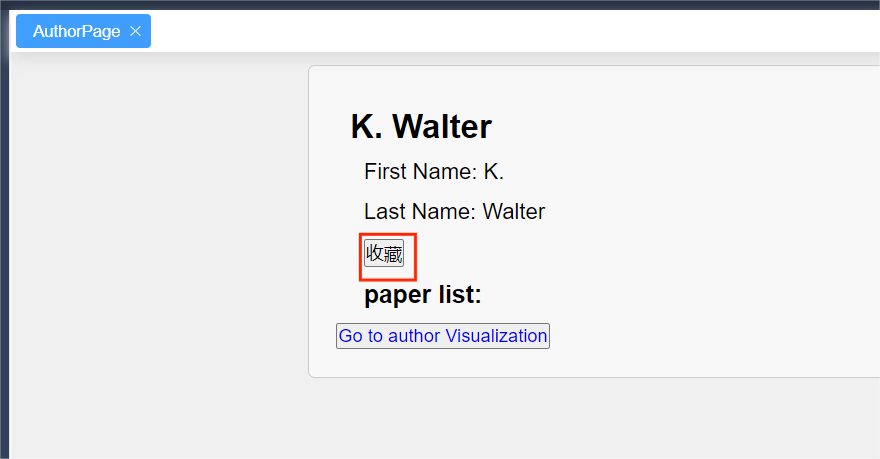 AuthorPage
K. Walter
First Name: K.
Last Name: Walter
收藏
paper list:
Go to author Visualization